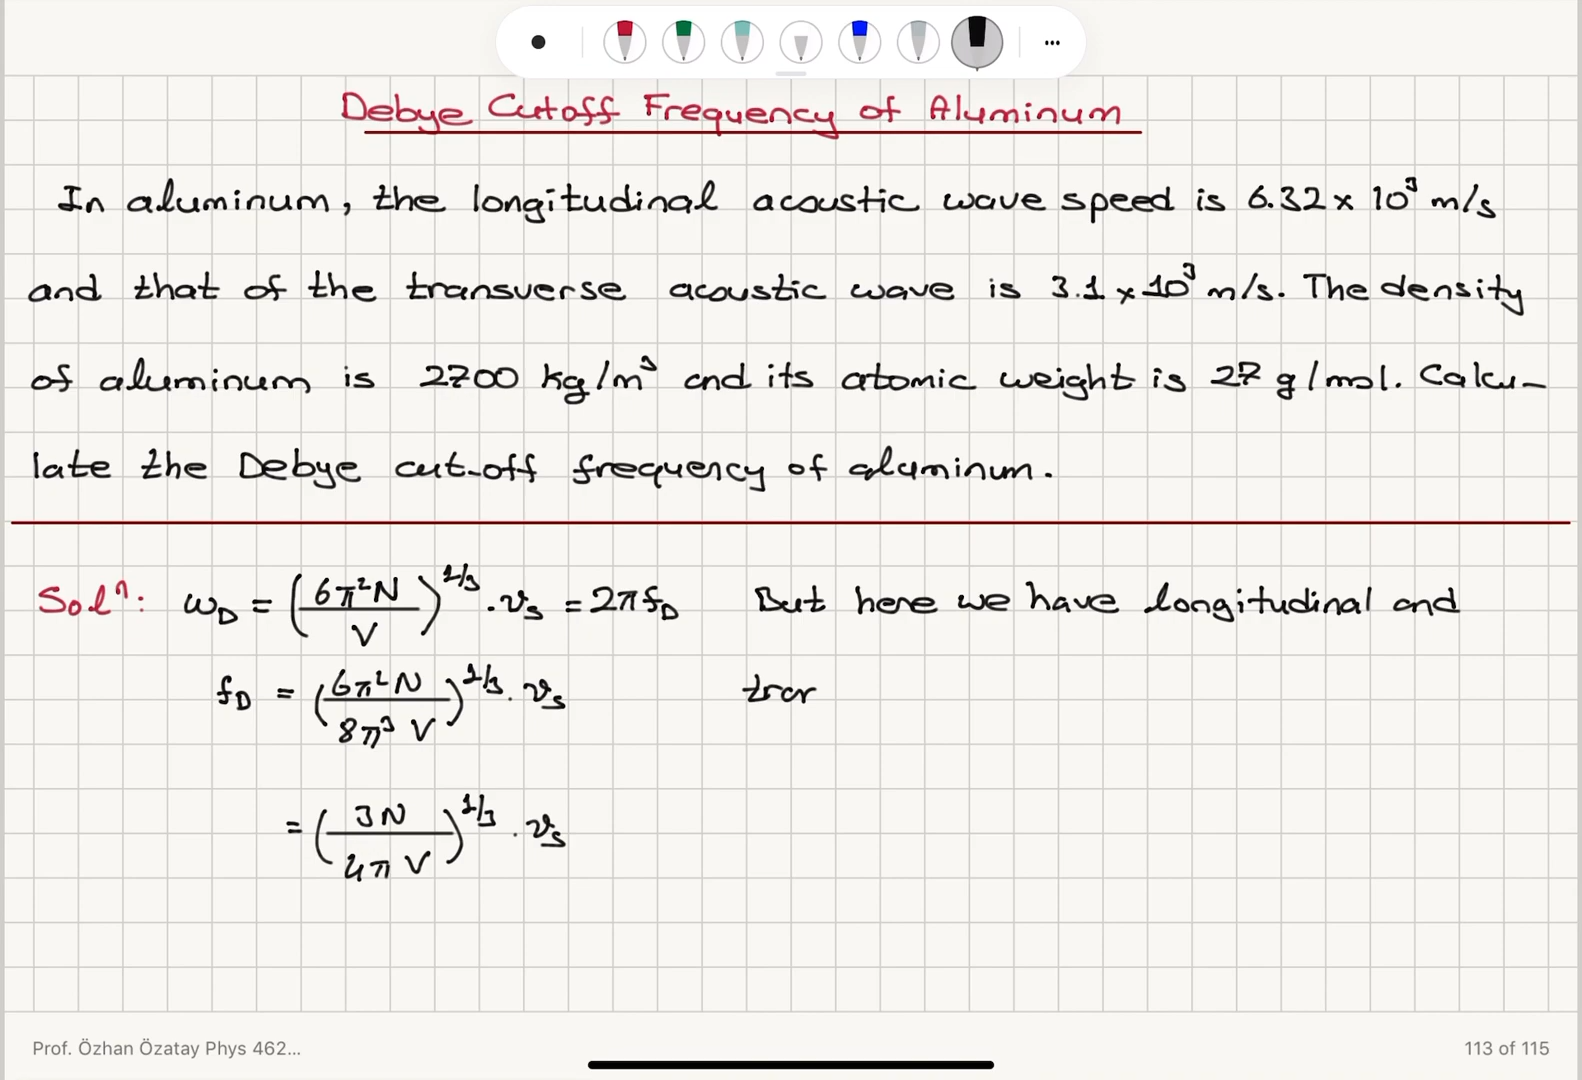 Debye Cutoff Frequency of Aluminum
In aluminum, the longitudinal acoustic wave speed is 6.32 x 10³ m/s
and that of the transverse acoustic wave is 3.1 x 10³ m/s. The density
of aluminum is 2700 kg/m³ and its atomic weight is 27 g/mol. Calcu-
late the Debye cut-off frequency of aluminum.
Solⁿ: ω_D = (6π²N / V)^1/3 . v_s = 2πf_D But here we have longitudinal and
f_D = (6π²N / 8π³ V)^1/3 . v_s tran
= (3N / 4π V)^1/3 . v_s
Prof. Özhan Özatay Phys 462...
113 of 115